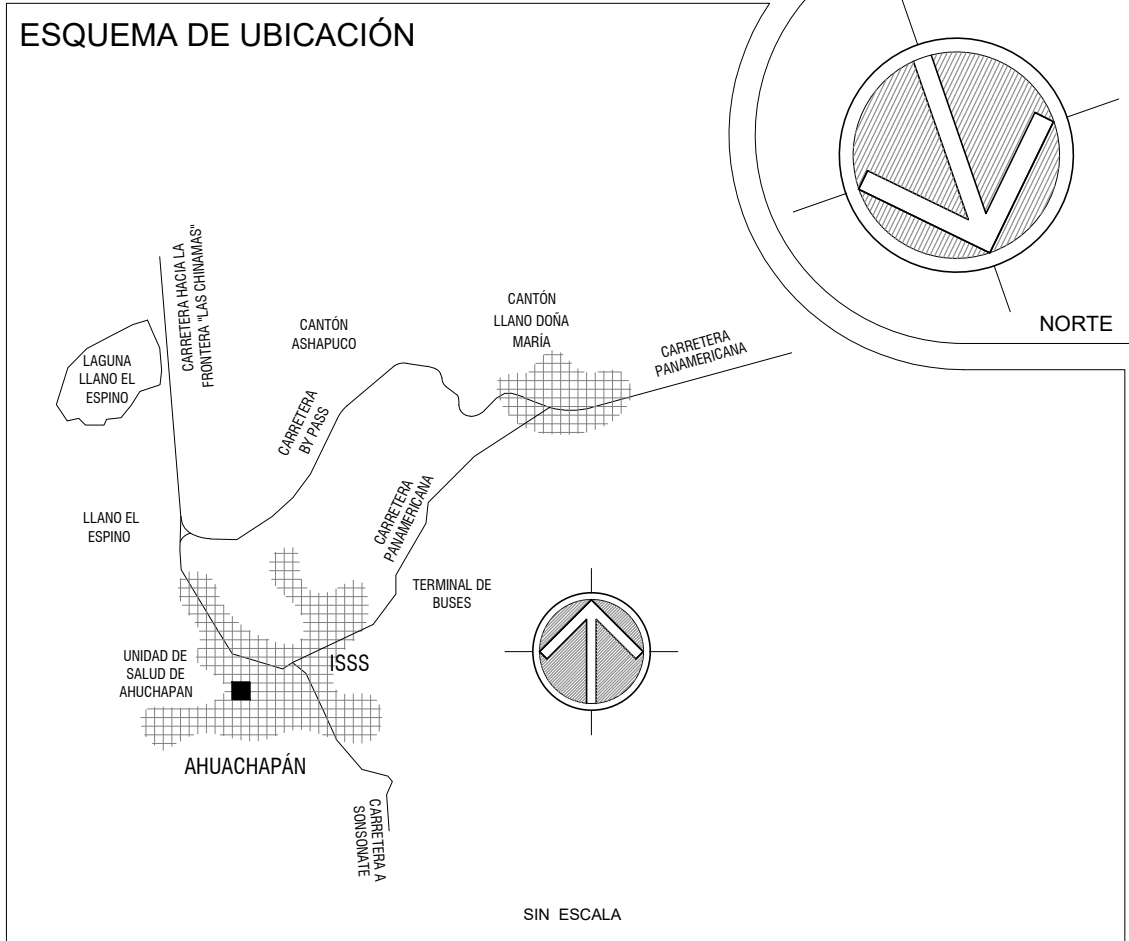 ESQUEMA DE UBICACIÓN
NORTE
CARRETERA HACIA LA
FRONTERA "LAS CHINAMAS"
LAGUNA
LLANO EL
ESPINO
CANTÓN
ASHAPUCO
CANTÓN
LLANO DOÑA
MARÍA
CARRETERA
PANAMERICANA
CARRETERA
BY PASS
CARRETERA
PANAMERICANA
LLANO EL
ESPINO
TERMINAL DE
BUSES
UNIDAD DE
SALUD DE
AHUCHAPAN
ISSS
AHUACHAPÁN
CARRETERA A
SONSONATE
SIN ESCALA